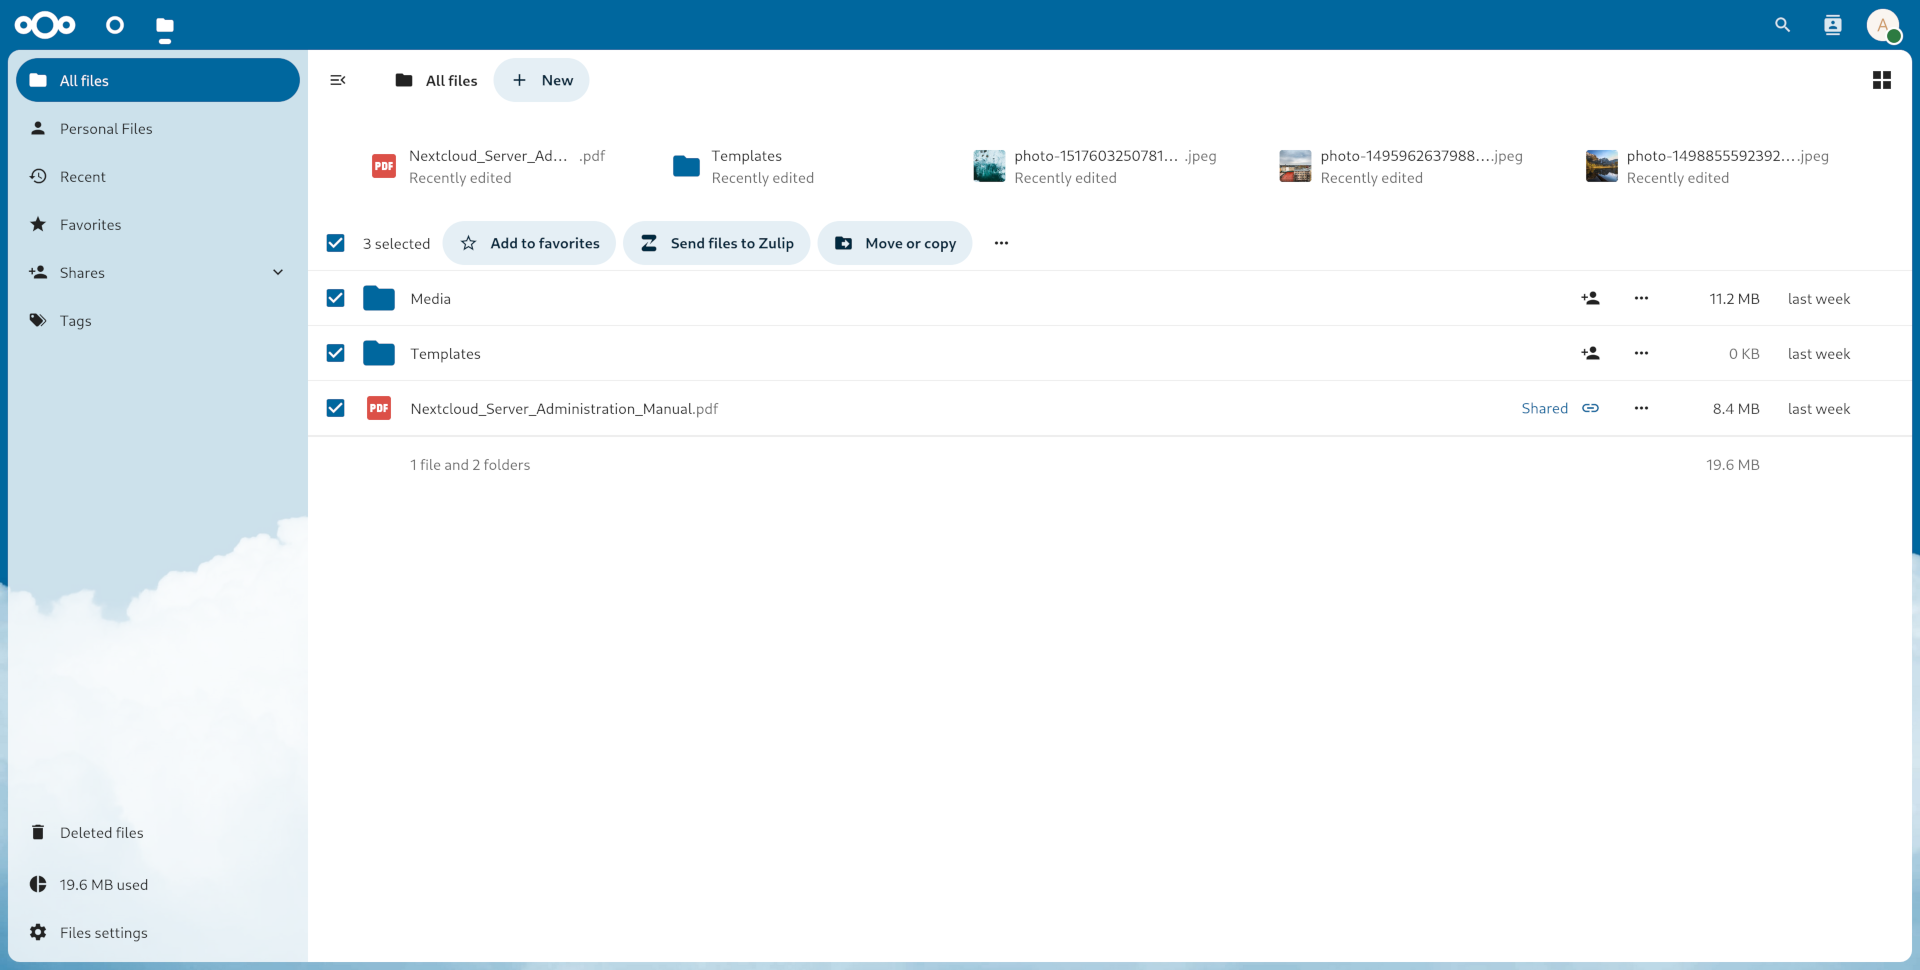 A
All files
Personal Files
Recent
Favorites
Shares
Tags
Deleted files
19.6 MB used
Files settings
All files
New
Nextcloud_Server_Ad... .pdf
Recently edited
Templates
Recently edited
photo-1517603250781... .jpeg
Recently edited
photo-1495962637988....jpeg
Recently edited
photo-1498855592392....jpeg
Recently edited
3 selected Add to favorites Send files to Zulip Move or copy
Media 11.2 MB last week
Templates 0 KB last week
PDF Nextcloud_Server_Administration_Manual.pdf Shared 8.4 MB last week
1 file and 2 folders 19.6 MB